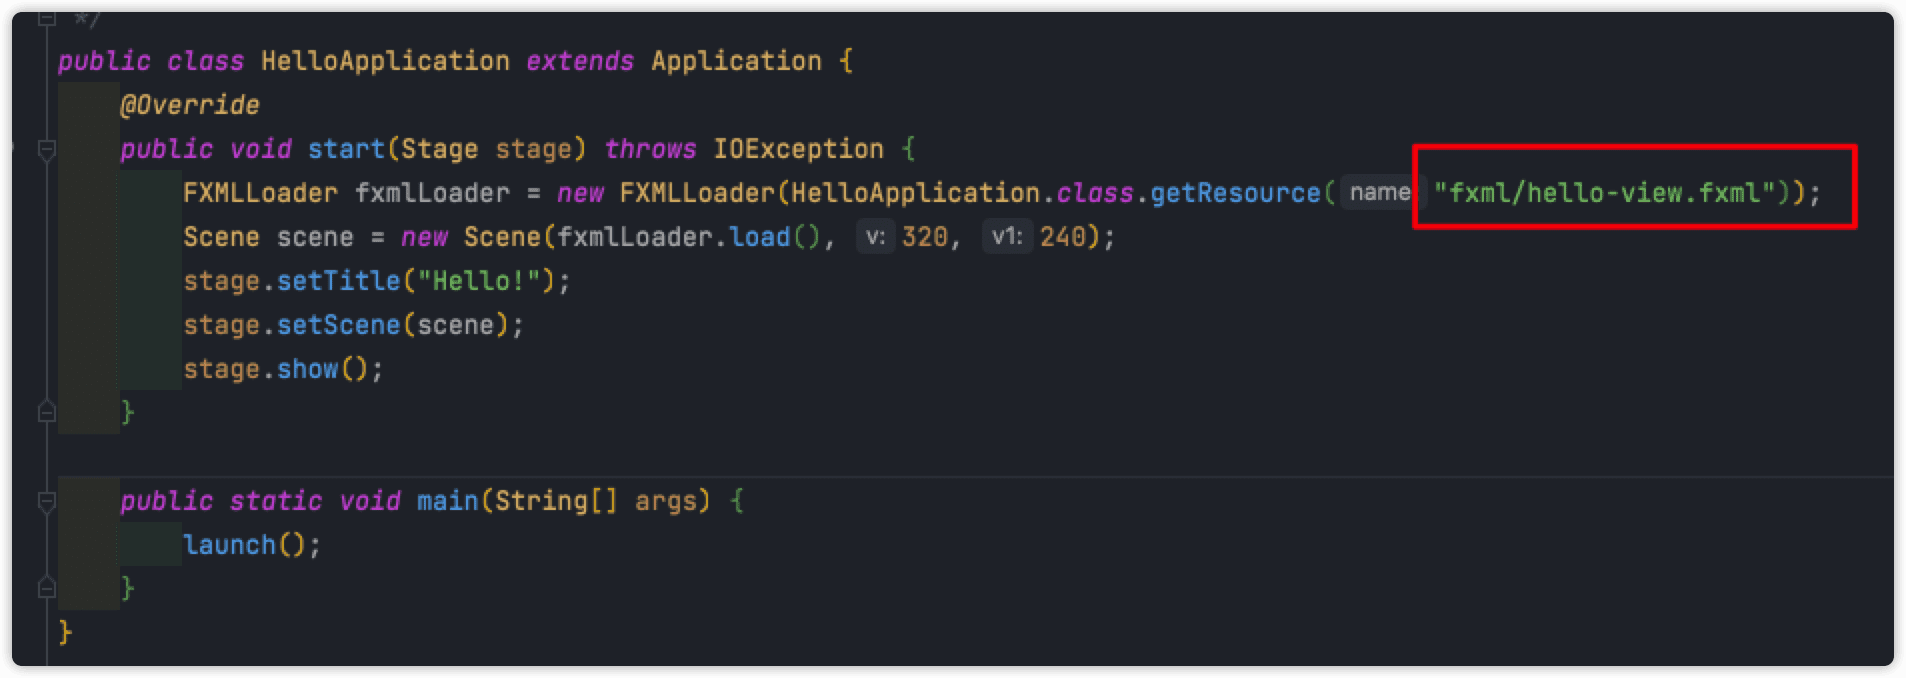 */
public class HelloApplication extends Application {
@Override
public void start(Stage stage) throws IOException {
FXMLLoader fxmlLoader = new FXMLLoader(HelloApplication.class.getResource( name "fxml/hello-view.fxml"));
Scene scene = new Scene(fxmlLoader.load(), v: 320, v1: 240);
stage.setTitle("Hello!");
stage.setScene(scene);
stage.show();
}
public static void main(String[] args) {
launch();
}
}